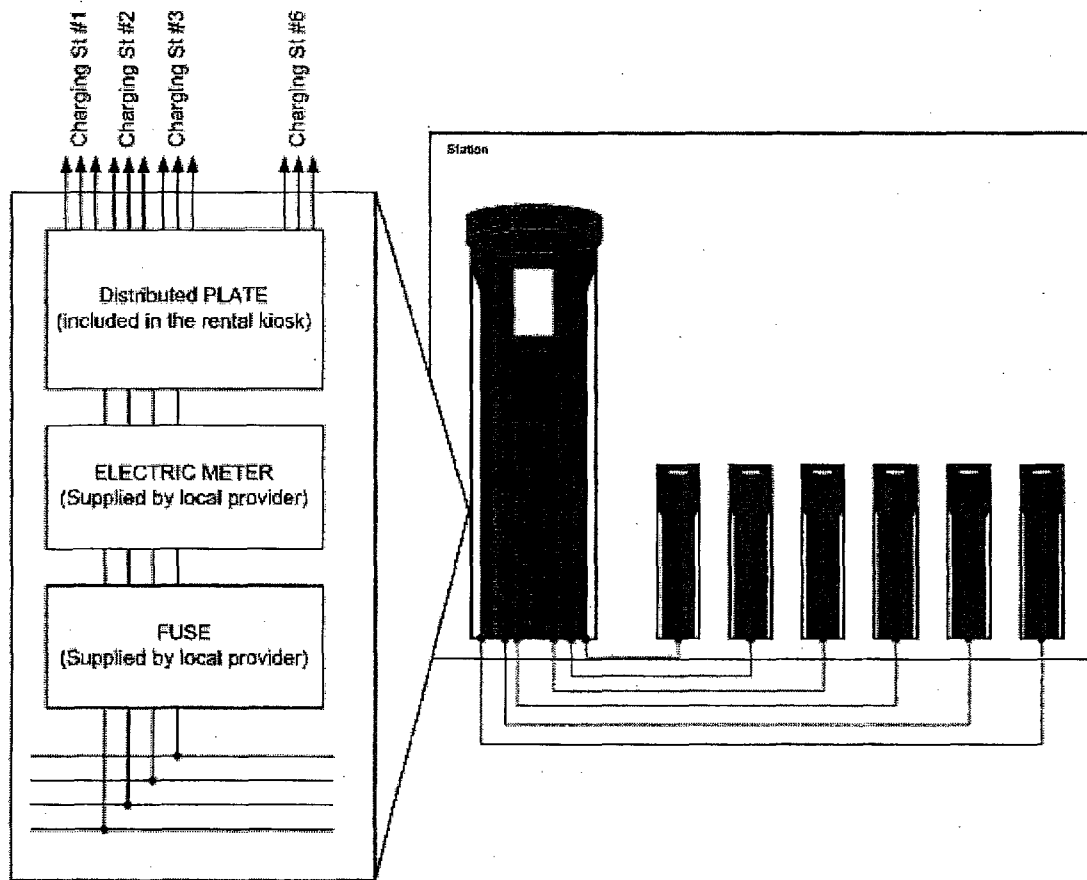 Charging St #1
Charging St #2
Charging St #3
Charging St #6
Station
Distributed PLATE
(included in the rental kiosk)
ELECTRIC METER
(Supplied by local provider)
FUSE
(Supplied by local provider)